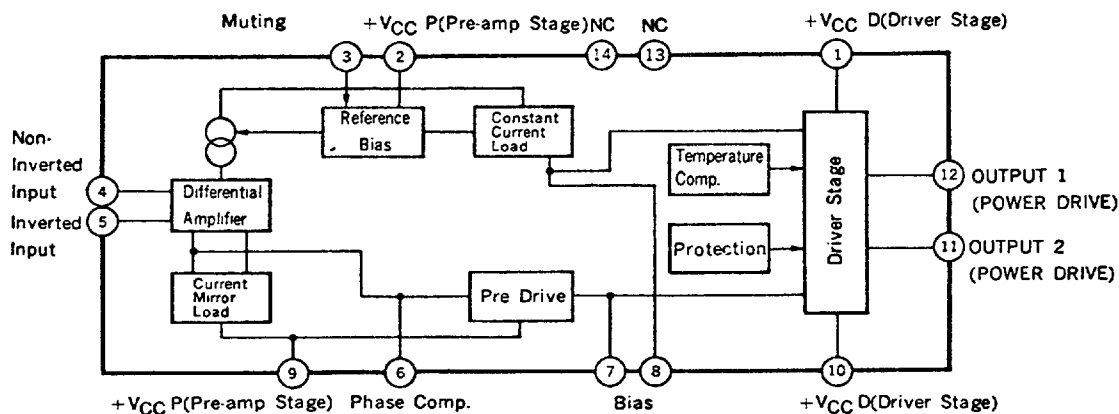 Muting
+VCC P(Pre-amp Stage)
NC
NC
+VCC D(Driver Stage)
3
2
14
13
1
Reference
Bias
Constant
Current
Load
Non-
Inverted
Input
4
Inverted
Input
5
Differential
Amplifier
Temperature
Comp.
Protection
Driver Stage
12
OUTPUT 1
(POWER DRIVE)
11
OUTPUT 2
(POWER DRIVE)
Current
Mirror
Load
Pre Drive
9
6
7
8
10
+VCC P(Pre-amp Stage)
Phase Comp.
Bias
+VCC D(Driver Stage)